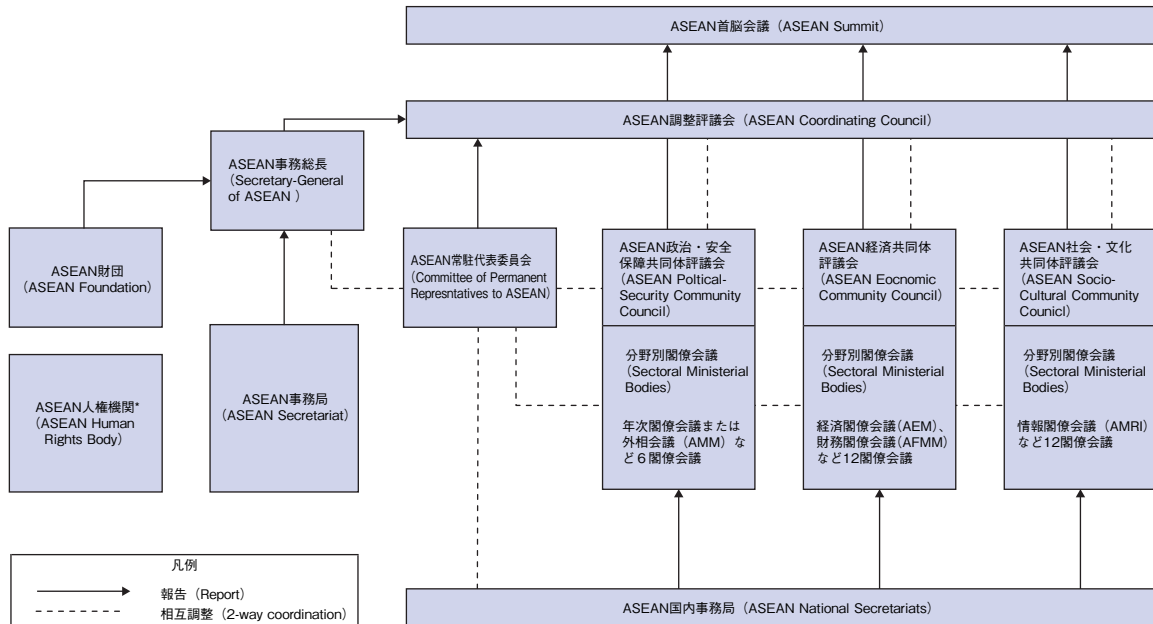 ASEAN首脳会議（ASEAN Summit）
ASEAN調整評議会（ASEAN Coordinating Council）
ASEAN事務総長
（Secretary-General
of ASEAN ）
ASEAN財団
（ASEAN Foundation）
ASEAN人権機関*
（ASEAN Human
Rights Body）
ASEAN事務局
（ASEAN Secretariat）
ASEAN常駐代表委員会
（Committee of Permanent
Represntatives to ASEAN）
ASEAN政治・安全
保障共同体評議会
（ASEAN Poltical-
Security Community
Council）
ASEAN経済共同体
評議会
（ASEAN Eocnomic
Community Council）
ASEAN社会・文化
共同体評議会
（ASEAN Socio-
Cultural Community
Counicl）
分野別閣僚会議
（Sectoral Ministerial
Bodies）
年次閣僚会議または
外相会議（AMM）な
ど６閣僚会議
分野別閣僚会議
（Sectoral Ministerial
Bodies）
経済閣僚会議（AEM）、
財務閣僚会議（AFMM）
など12閣僚会議
分野別閣僚会議
（Sectoral Ministerial
Bodies）
情報閣僚会議（AMRI）
など12閣僚会議
凡例
報告（Report）
相互調整（2-way coordination）
ASEAN国内事務局（ASEAN National Secretariats）